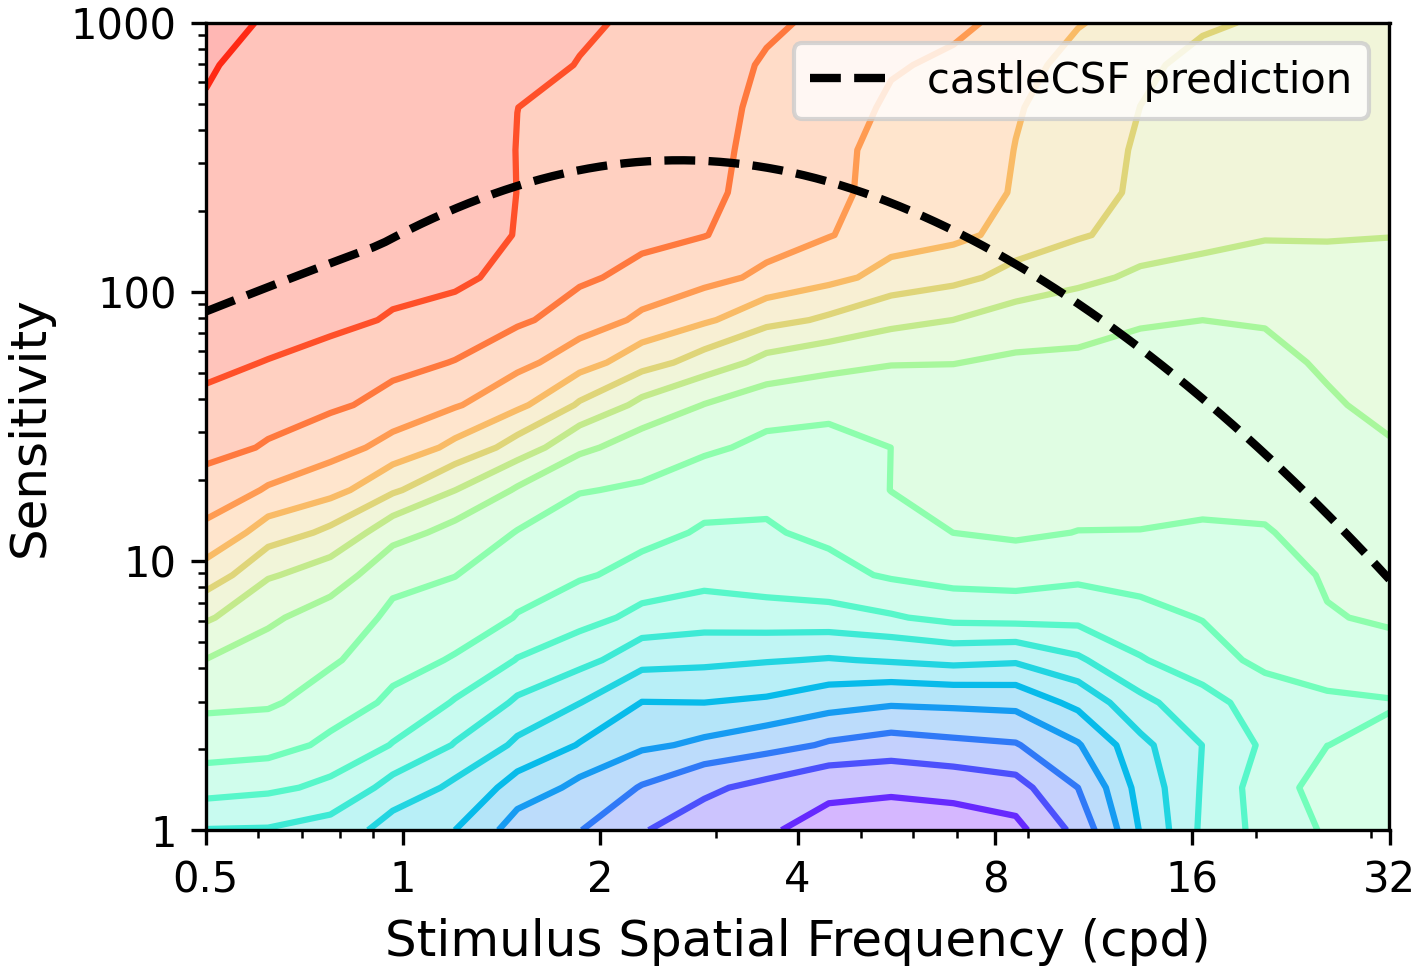 1000
100
10
1
Sensitivity
castleCSF prediction
0.5 1 2 4 8 16 32
Stimulus Spatial Frequency (cpd)